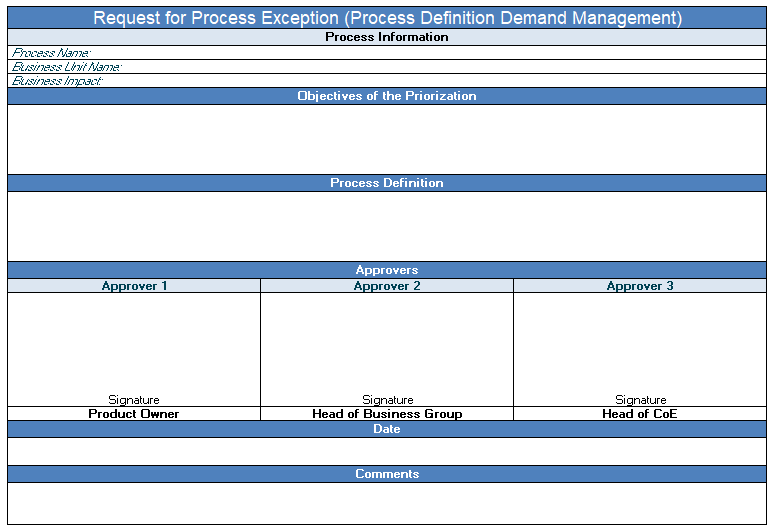 Request for Process Exception (Process Definition Demand Management)
Process Information
Process Name:
Business Unit Name:
Business Impact:
Objectives of the Priorization
Process Definition
Approvers
Approver 1 Approver 2 Approver 3
Signature Signature Signature
Product Owner Head of Business Group Head of CoE
Date
Comments